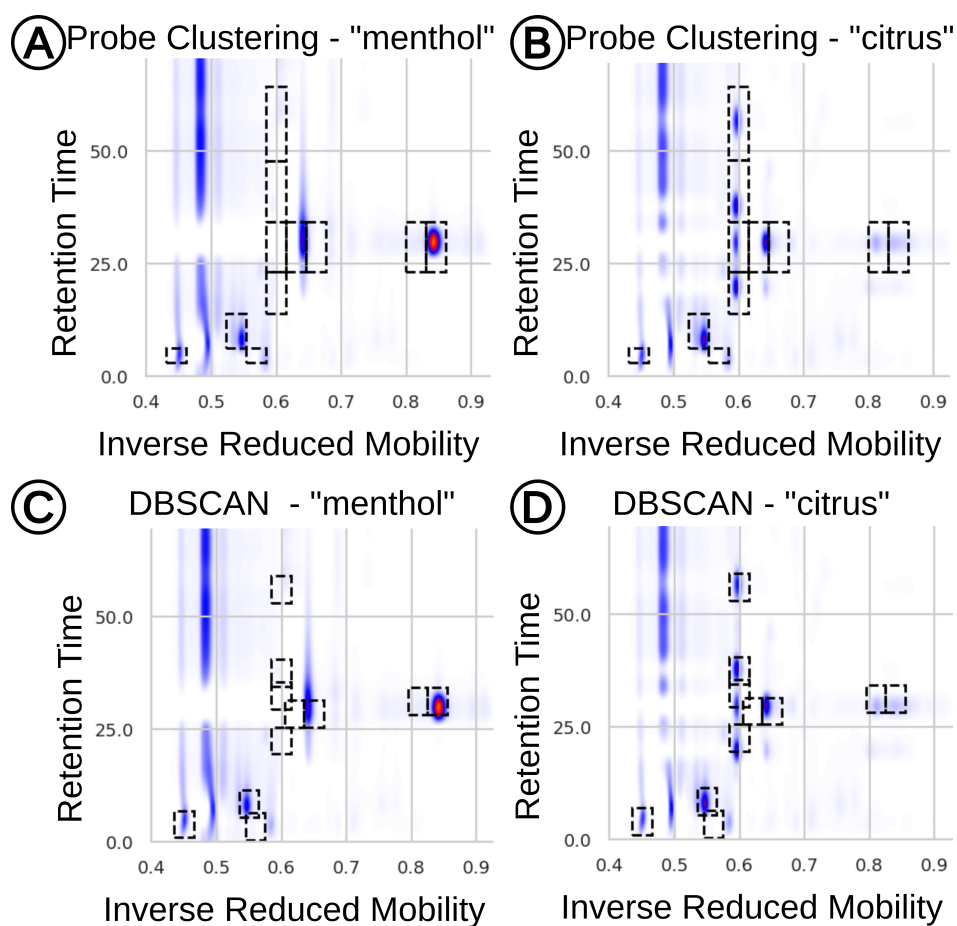 A Probe Clustering - "menthol"
B Probe Clustering - "citrus"
Retention Time
50.0
25.0
0.0
0.4 0.5 0.6 0.7 0.8 0.9
Inverse Reduced Mobility
Retention Time
50.0
25.0
0.0
0.4 0.5 0.6 0.7 0.8 0.9
Inverse Reduced Mobility
C DBSCAN - "menthol"
D DBSCAN - "citrus"
Retention Time
50.0
25.0
0.0
0.4 0.5 0.6 0.7 0.8 0.9
Inverse Reduced Mobility
Retention Time
50.0
25.0
0.0
0.4 0.5 0.6 0.7 0.8 0.9
Inverse Reduced Mobility